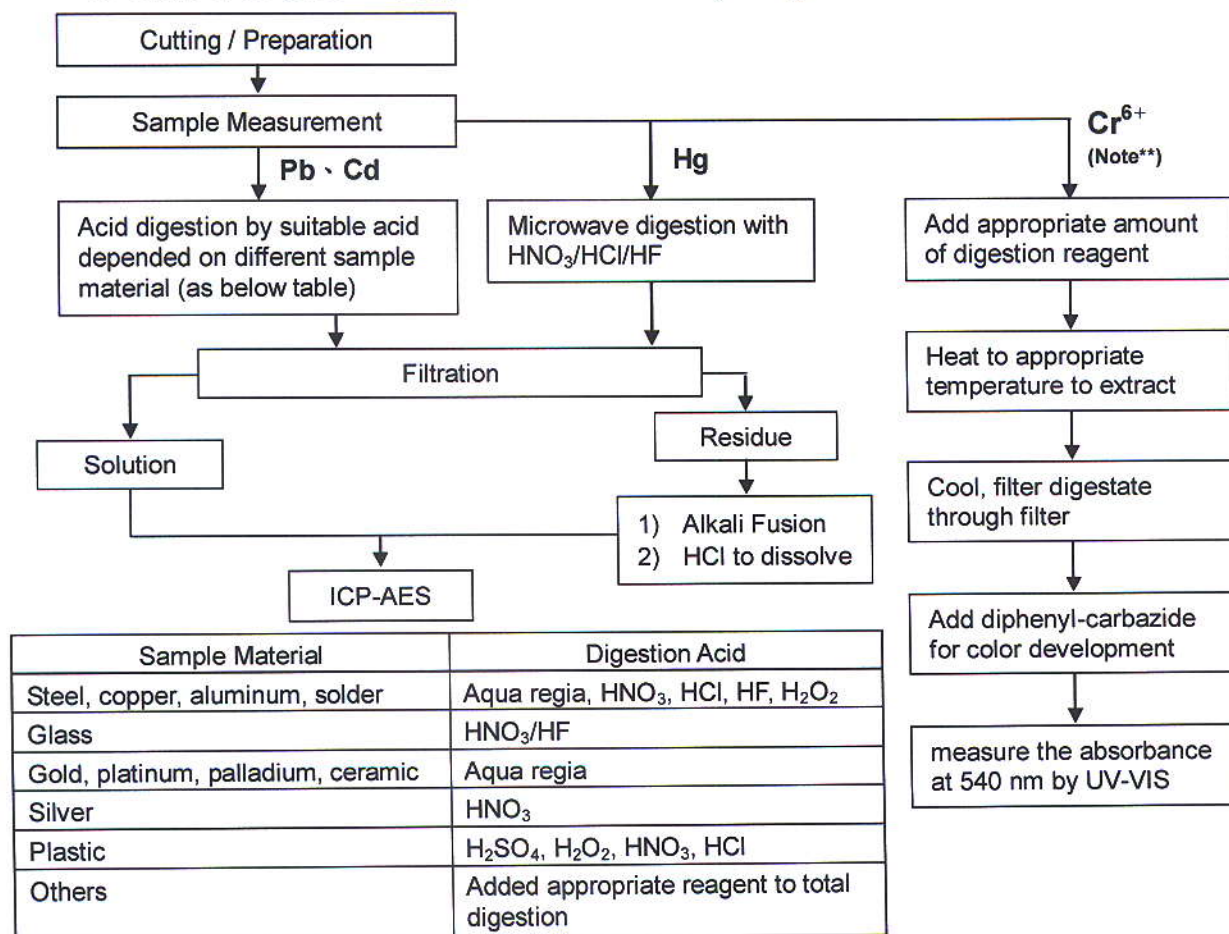 Cutting / Preparation
Sample Measurement
Pb、Cd
Hg
Cr⁶⁺
(Note**)
Acid digestion by suitable acid
depended on different sample
material (as below table)
Microwave digestion with
HNO₃/HCl/HF
Add appropriate amount
of digestion reagent
Filtration
Heat to appropriate
temperature to extract
Solution
Residue
Cool, filter digestate
through filter
1) Alkali Fusion
2) HCl to dissolve
ICP-AES
Add diphenyl-carbazide
for color development
measure the absorbance
at 540 nm by UV-VIS
Sample Material Digestion Acid
Steel, copper, aluminum, solder Aqua regia, HNO₃, HCl, HF, H₂O₂
Glass HNO₃/HF
Gold, platinum, palladium, ceramic Aqua regia
Silver HNO₃
Plastic H₂SO₄, H₂O₂, HNO₃, HCl
Others Added appropriate reagent to total
digestion